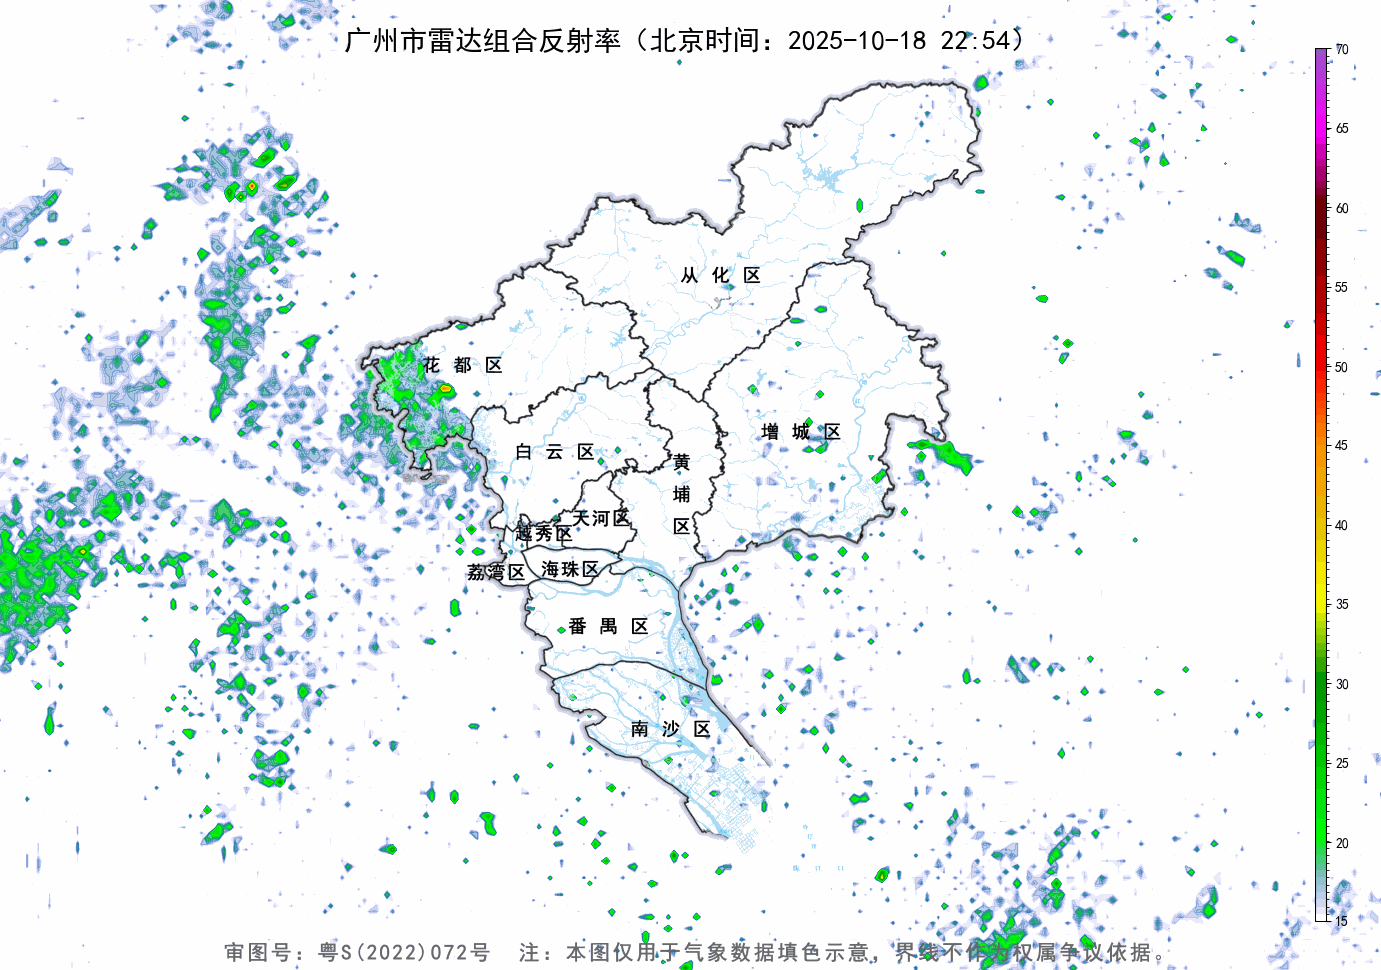 广州市雷达组合反射率（北京时间：2025-10-18 22:54）
70
65
60
55
50
45
40
35
30
25
20
15
从化区
花都区
增城区
白云区
黄埔区
天河区
越秀区
荔湾区
海珠区
番禺区
南沙区
审图号：粤S(2022)072号 注：本图仅用于气象数据填色示意，界线不作为权属争议依据。